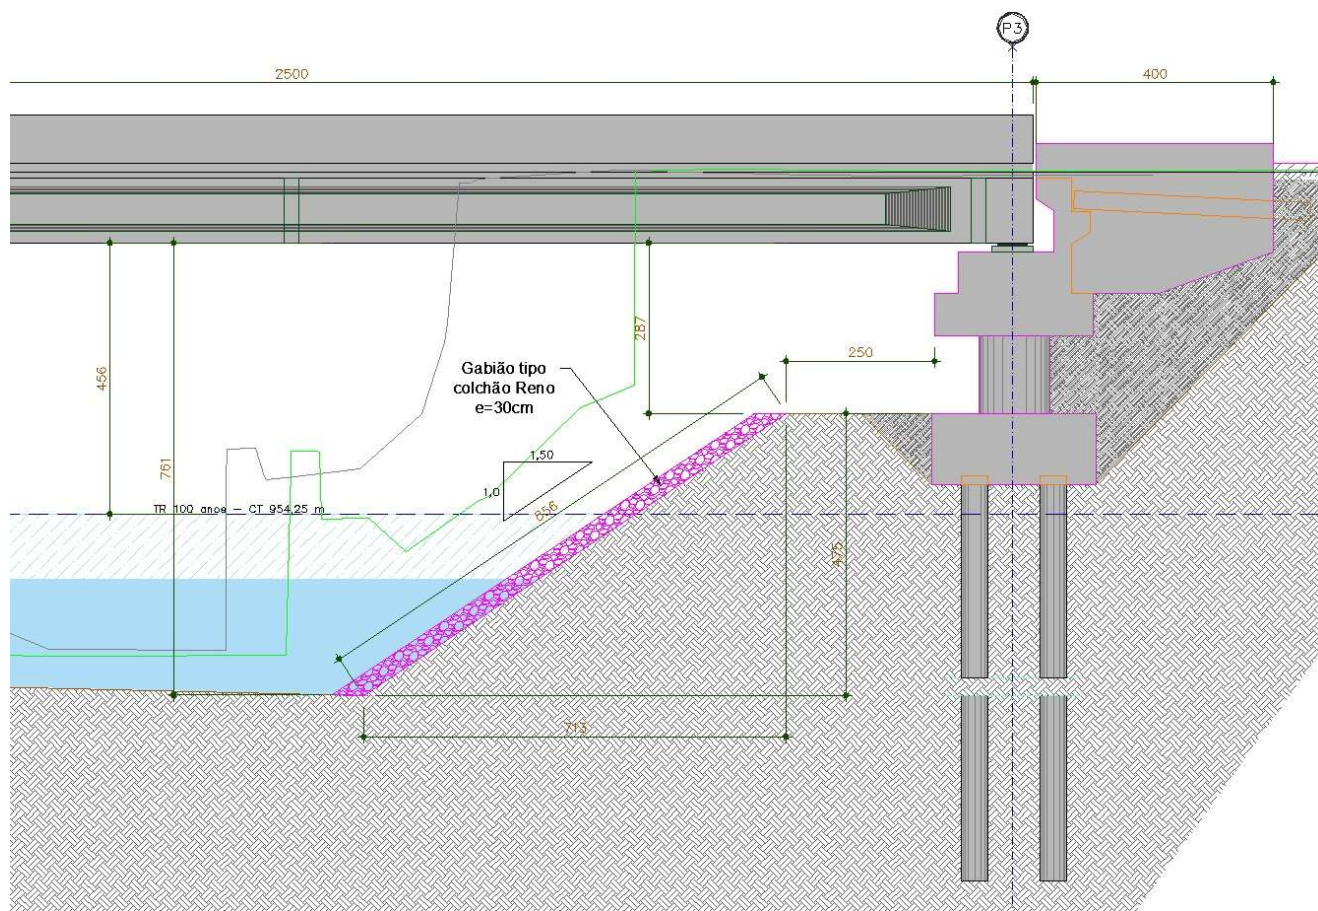 P3
2500
400
287
250
456
Gabião tipo
colchão Reno
e=30cm
761
1,50
1,0
TR 100 anos – CT 954,25 m
856
475
713